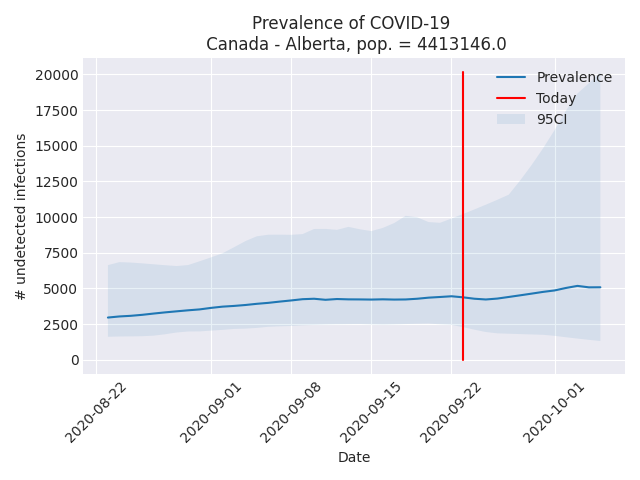 Prevalence of COVID-19
Canada - Alberta, pop. = 4413146.0
20000
17500
15000
12500
10000
7500
5000
2500
0
# undetected infections
Prevalence
Today
95CI
2020-08-22
2020-09-01
2020-09-08
2020-09-15
2020-09-22
2020-10-01
Date